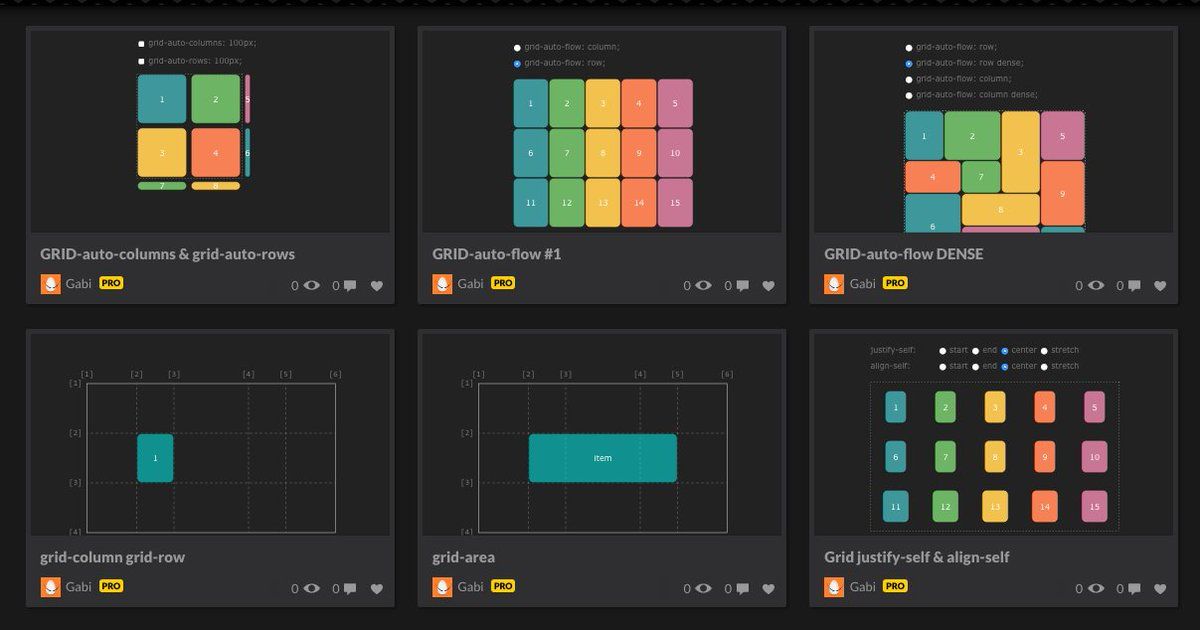 grid-auto-columns: 100px;
grid-auto-rows: 100px;
1 2 5
3 4 6
7 8
GRID-auto-columns & grid-auto-rows
Gabi PRO 0 0
grid-auto-flow: column;
grid-auto-flow: row;
1 2 3 4 5
6 7 8 9 10
11 12 13 14 15
GRID-auto-flow #1
Gabi PRO 0 0
grid-auto-flow: row;
grid-auto-flow: row dense;
grid-auto-flow: column;
grid-auto-flow: column dense;
1 2 3 5
4 7 9
8
6
GRID-auto-flow DENSE
Gabi PRO 0 0
[1] [2] [3] [4] [5] [6]
[1]
[2]
1
[3]
[4]
grid-column grid-row
Gabi PRO 0 0
[1] [2] [3] [4] [5] [6]
[1]
[2]
item
[3]
[4]
grid-area
Gabi PRO 0 0
justify-self: start end center stretch
align-self: start end center stretch
1 2 3 4 5
6 7 8 9 10
11 12 13 14 15
Grid justify-self & align-self
Gabi PRO 0 0